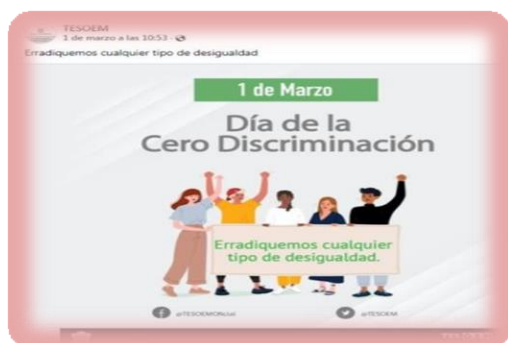 TESOEM
1 de marzo a las 10:53 ·
Erradiquemos cualquier tipo de desigualdad
1 de Marzo
Día de la
Cero Discriminación
Erradiquemos cualquier
tipo de desigualdad.
@TESOEM